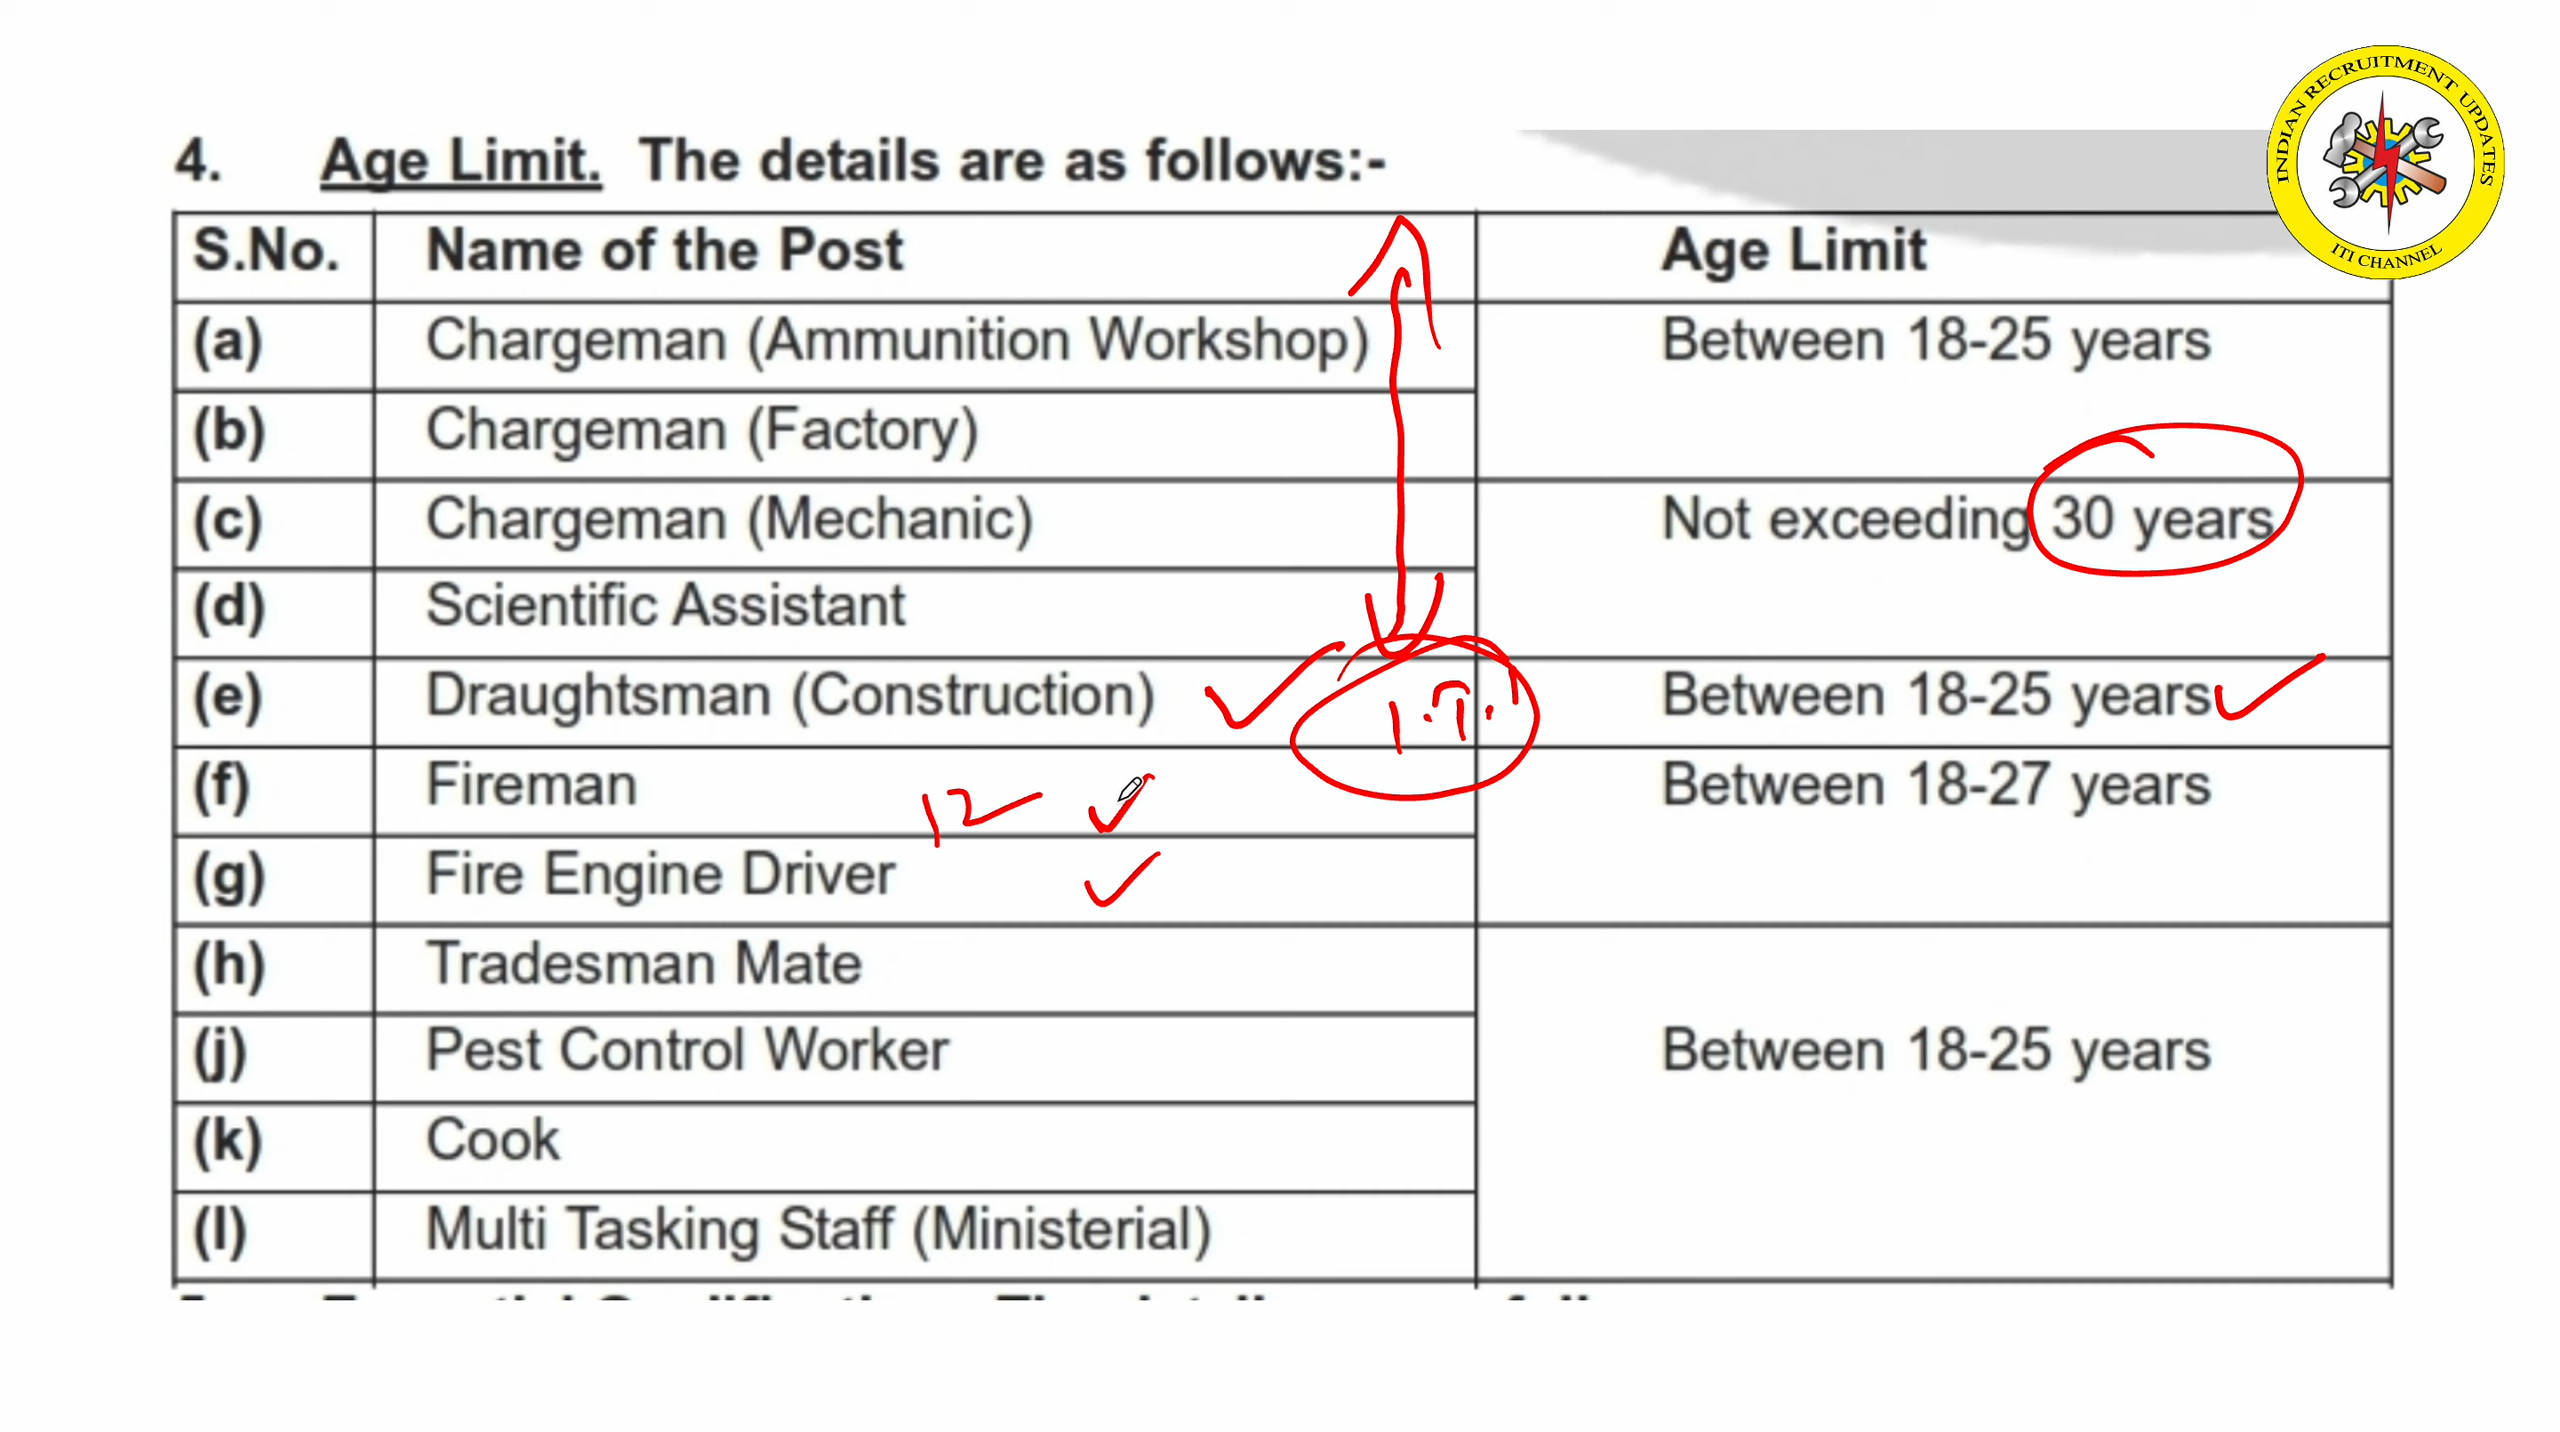 INDIAN RECRUITMENT UPDATES
ITI CHANNEL
4. Age Limit. The details are as follows:-
S.No. Name of the Post Age Limit
(a) Chargeman (Ammunition Workshop) Between 18-25 years
(b) Chargeman (Factory)
(c) Chargeman (Mechanic) Not exceeding 30 years
(d) Scientific Assistant
(e) Draughtsman (Construction) I.T.I Between 18-25 years
(f) Fireman 12 Between 18-27 years
(g) Fire Engine Driver
(h) Tradesman Mate
(j) Pest Control Worker Between 18-25 years
(k) Cook
(l) Multi Tasking Staff (Ministerial)